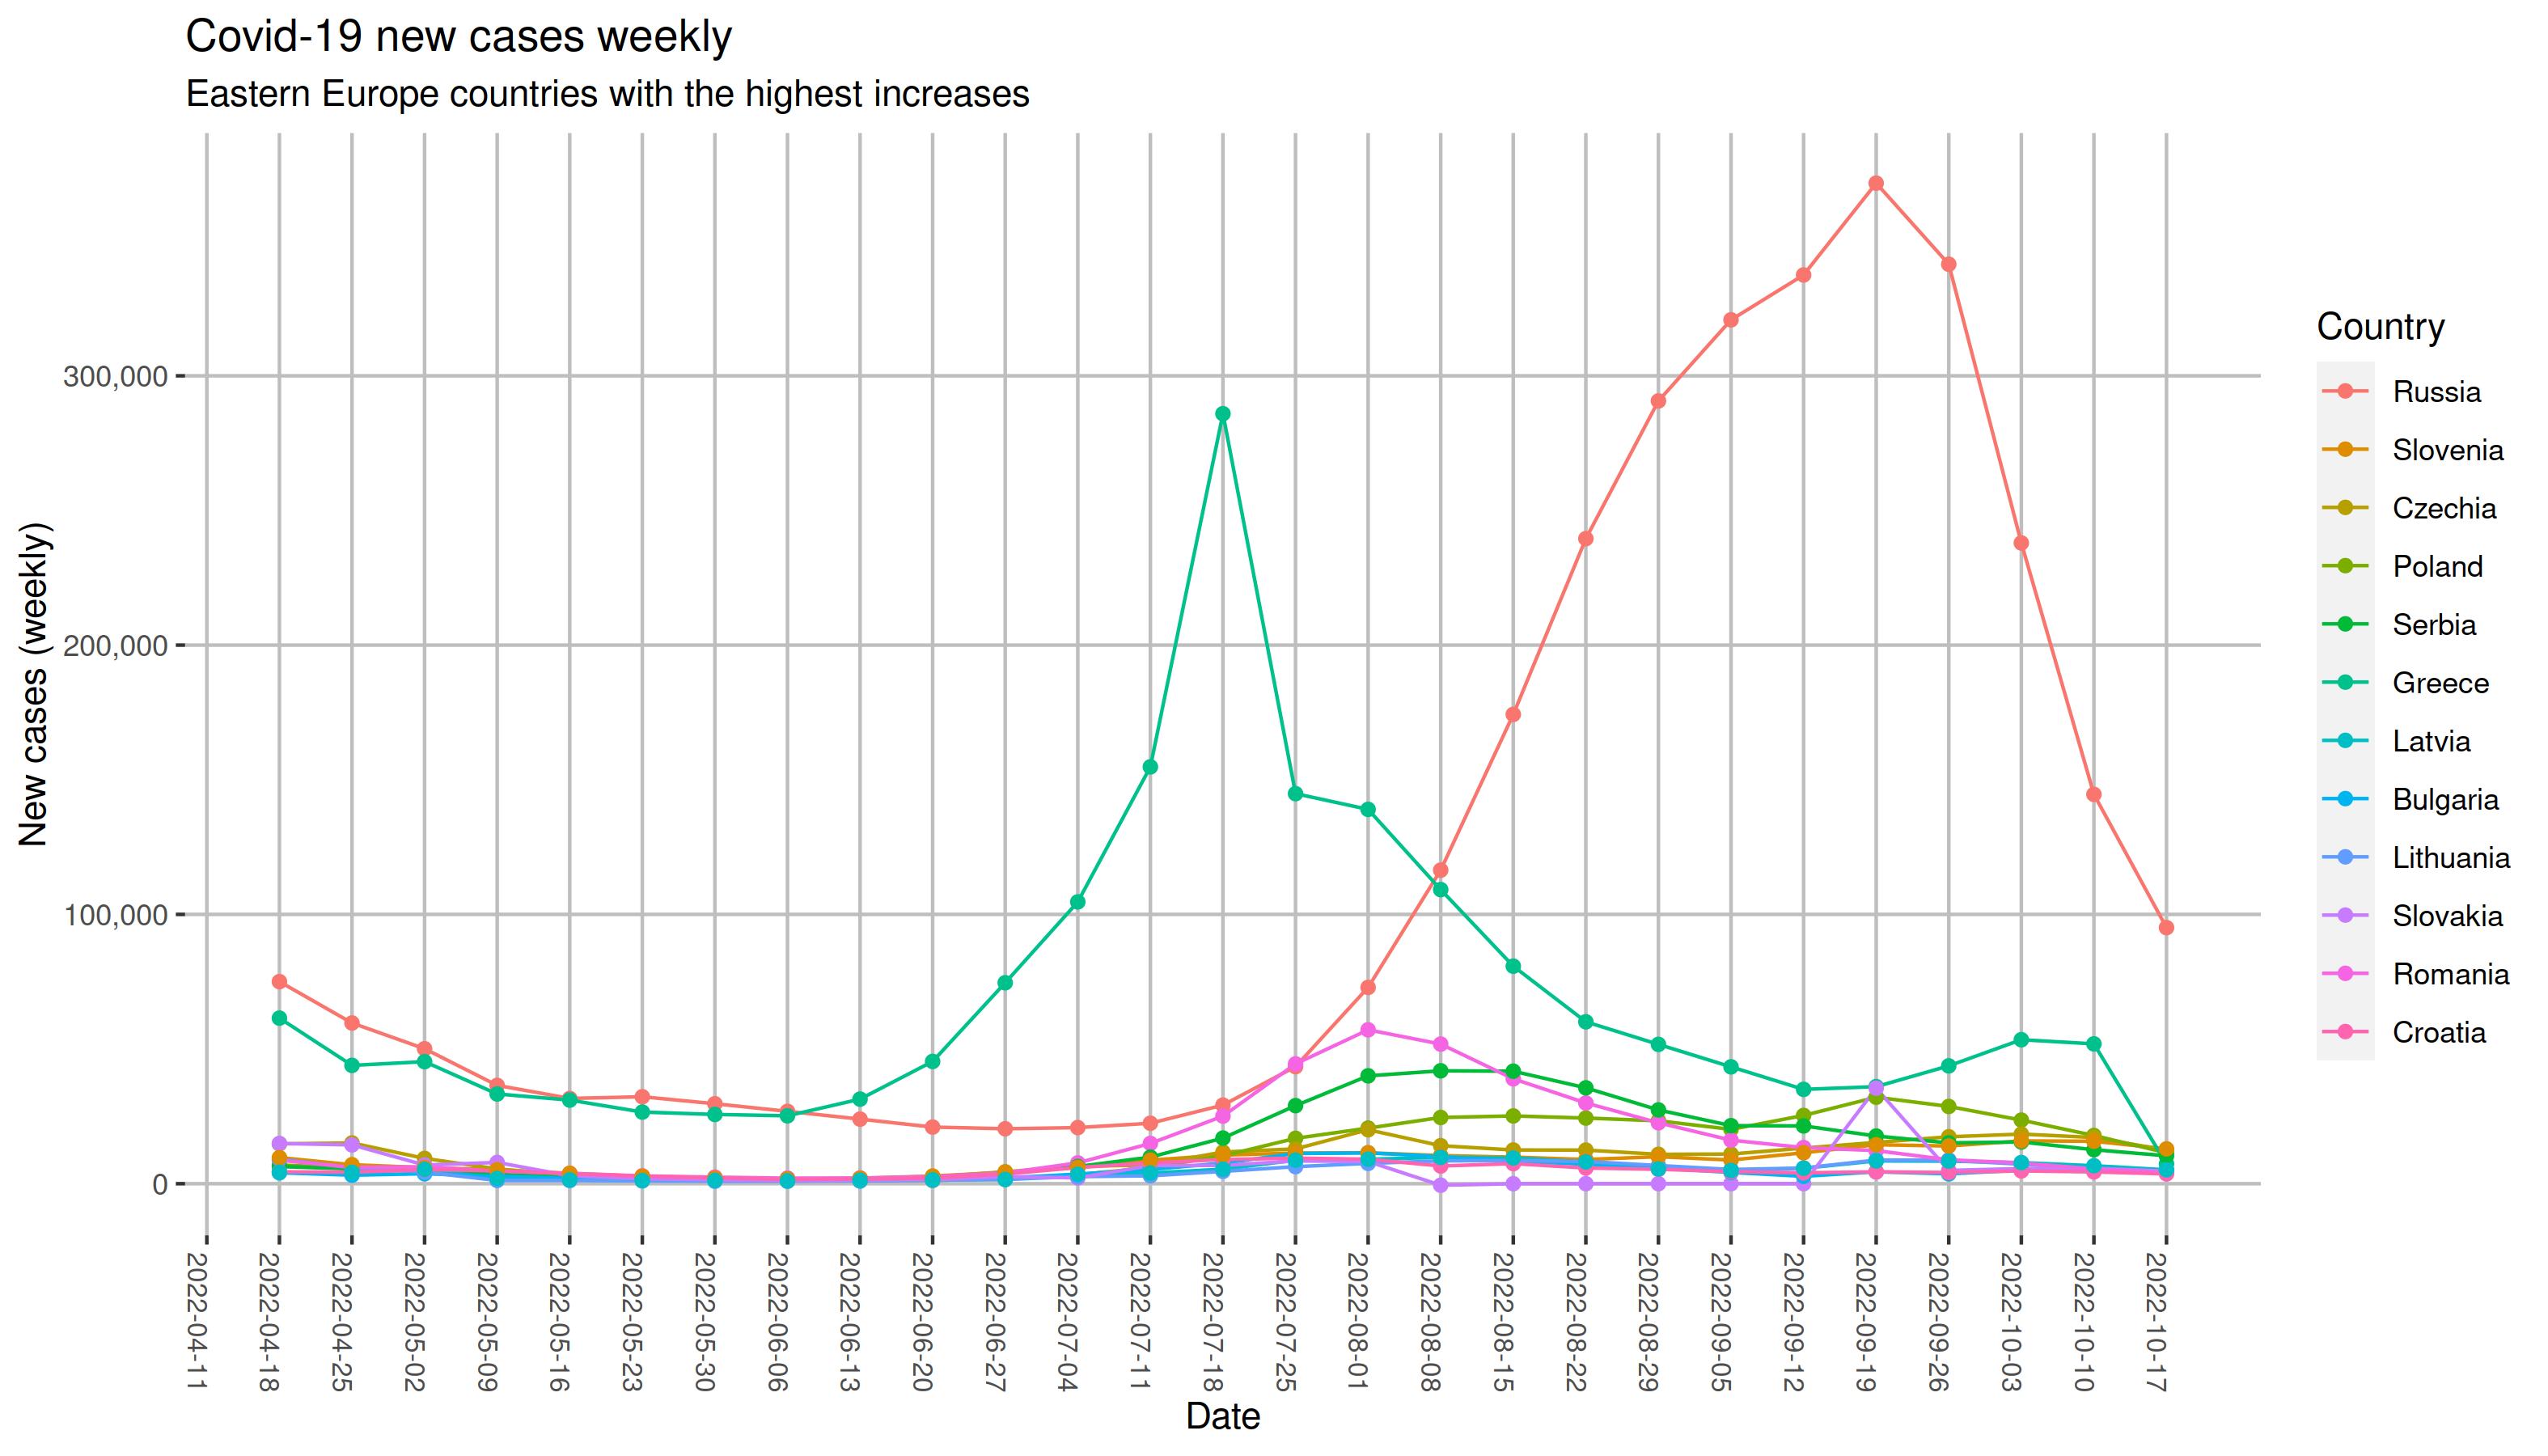 Covid-19 new cases weekly
Eastern Europe countries with the highest increases
New cases (weekly)
300,000
200,000
100,000
0
2022-04-11
2022-04-18
2022-04-25
2022-05-02
2022-05-09
2022-05-16
2022-05-23
2022-05-30
2022-06-06
2022-06-13
2022-06-20
2022-06-27
2022-07-04
2022-07-11
2022-07-18
2022-07-25
2022-08-01
2022-08-08
2022-08-15
2022-08-22
2022-08-29
2022-09-05
2022-09-12
2022-09-19
2022-09-26
2022-10-03
2022-10-10
2022-10-17
Date
Country
Russia
Slovenia
Czechia
Poland
Serbia
Greece
Latvia
Bulgaria
Lithuania
Slovakia
Romania
Croatia